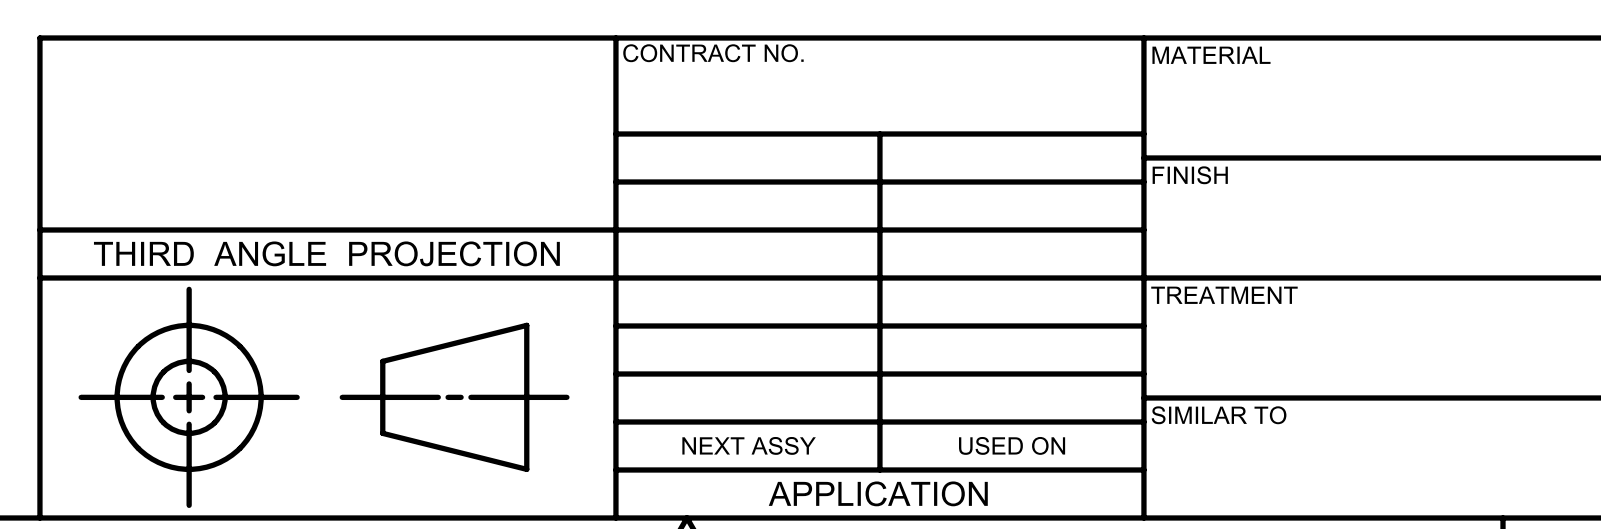 CONTRACT NO.
MATERIAL
FINISH
THIRD ANGLE PROJECTION
TREATMENT
SIMILAR TO
NEXT ASSY
USED ON
APPLICATION